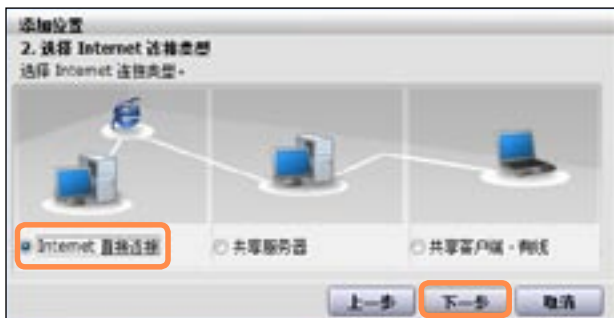 添加位置
2. 选择 Internet 连接类型
选择 Internet 连接类型。
Internet 直接连接
共享服务器
共享客户端 - 有线
上一步 下一步 取消